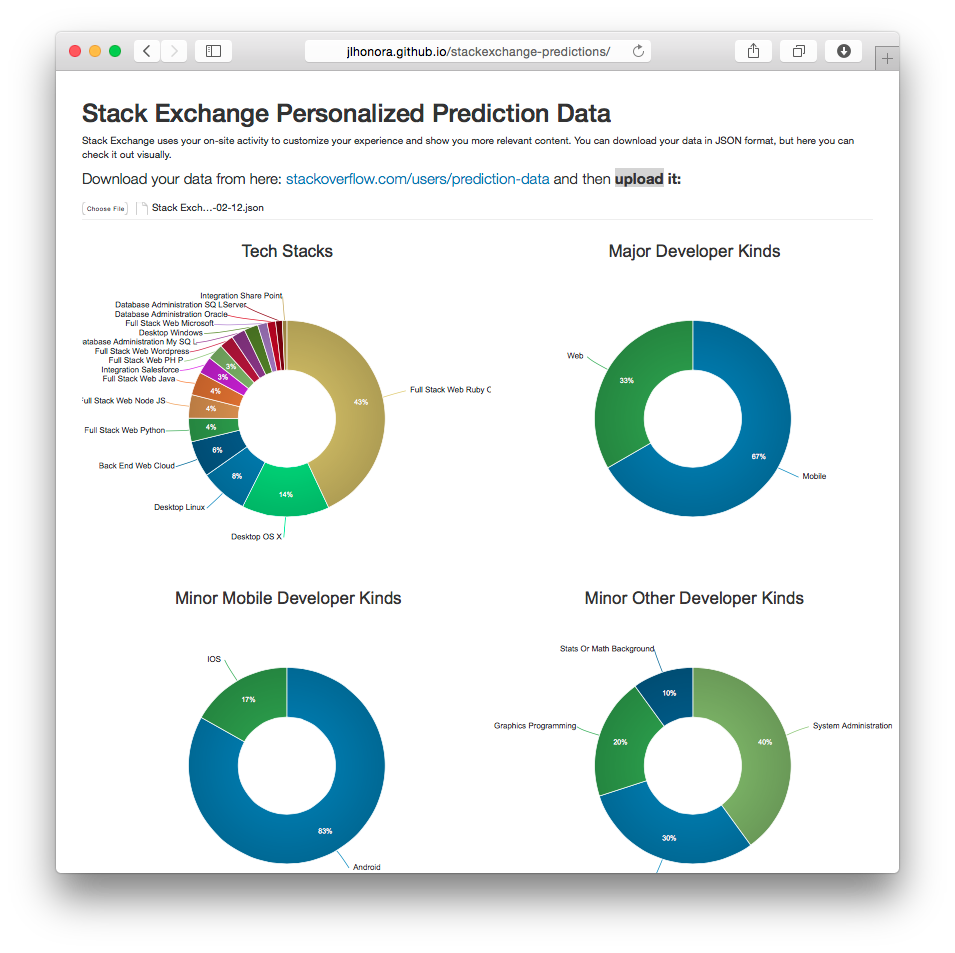 jlhonora.github.io/stackexchange-predictions/
Stack Exchange Personalized Prediction Data
Stack Exchange uses your on-site activity to customize your experience and show you more relevant content. You can download your data in JSON format, but here you can
check it out visually.
Download your data from here: stackoverflow.com/users/prediction-data and then upload it:
Choose File Stack Exch...-02-12.json
Tech Stacks
Integration Share Point
Database Administration SQ LServer
Database Administration Oracle
Full Stack Web Microsoft
Desktop Windows
atabase Administration My SQ L
Full Stack Web Wordpress
Full Stack Web PH P
Integration Salesforce
Full Stack Web Java
ull Stack Web Node JS
Full Stack Web Python
Back End Web Cloud
Desktop Linux
Desktop OS X
Full Stack Web Ruby O
43%
3%
3%
4%
4%
4%
6%
8%
14%
Major Developer Kinds
Web
33%
67%
Mobile
Minor Mobile Developer Kinds
IOS
17%
83%
Android
Minor Other Developer Kinds
Stats Or Math Background
10%
Graphics Programming
20%
40%
System Administration
30%